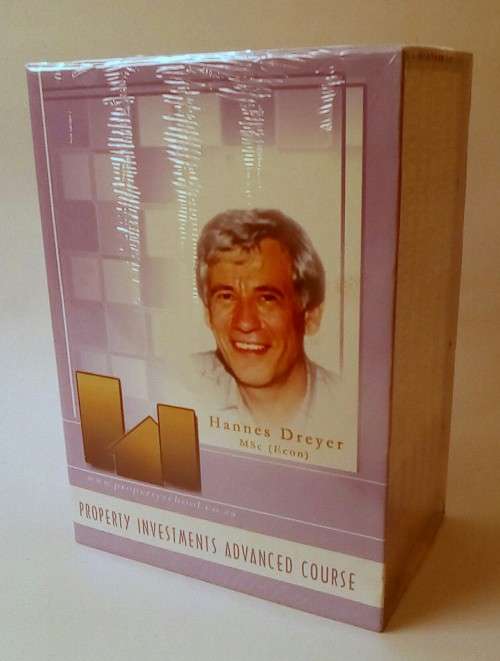 Hannes Dreyer
MSc (Econ)
www.propertyschool.co.za
PROPERTY INVESTMENTS ADVANCED COURSE